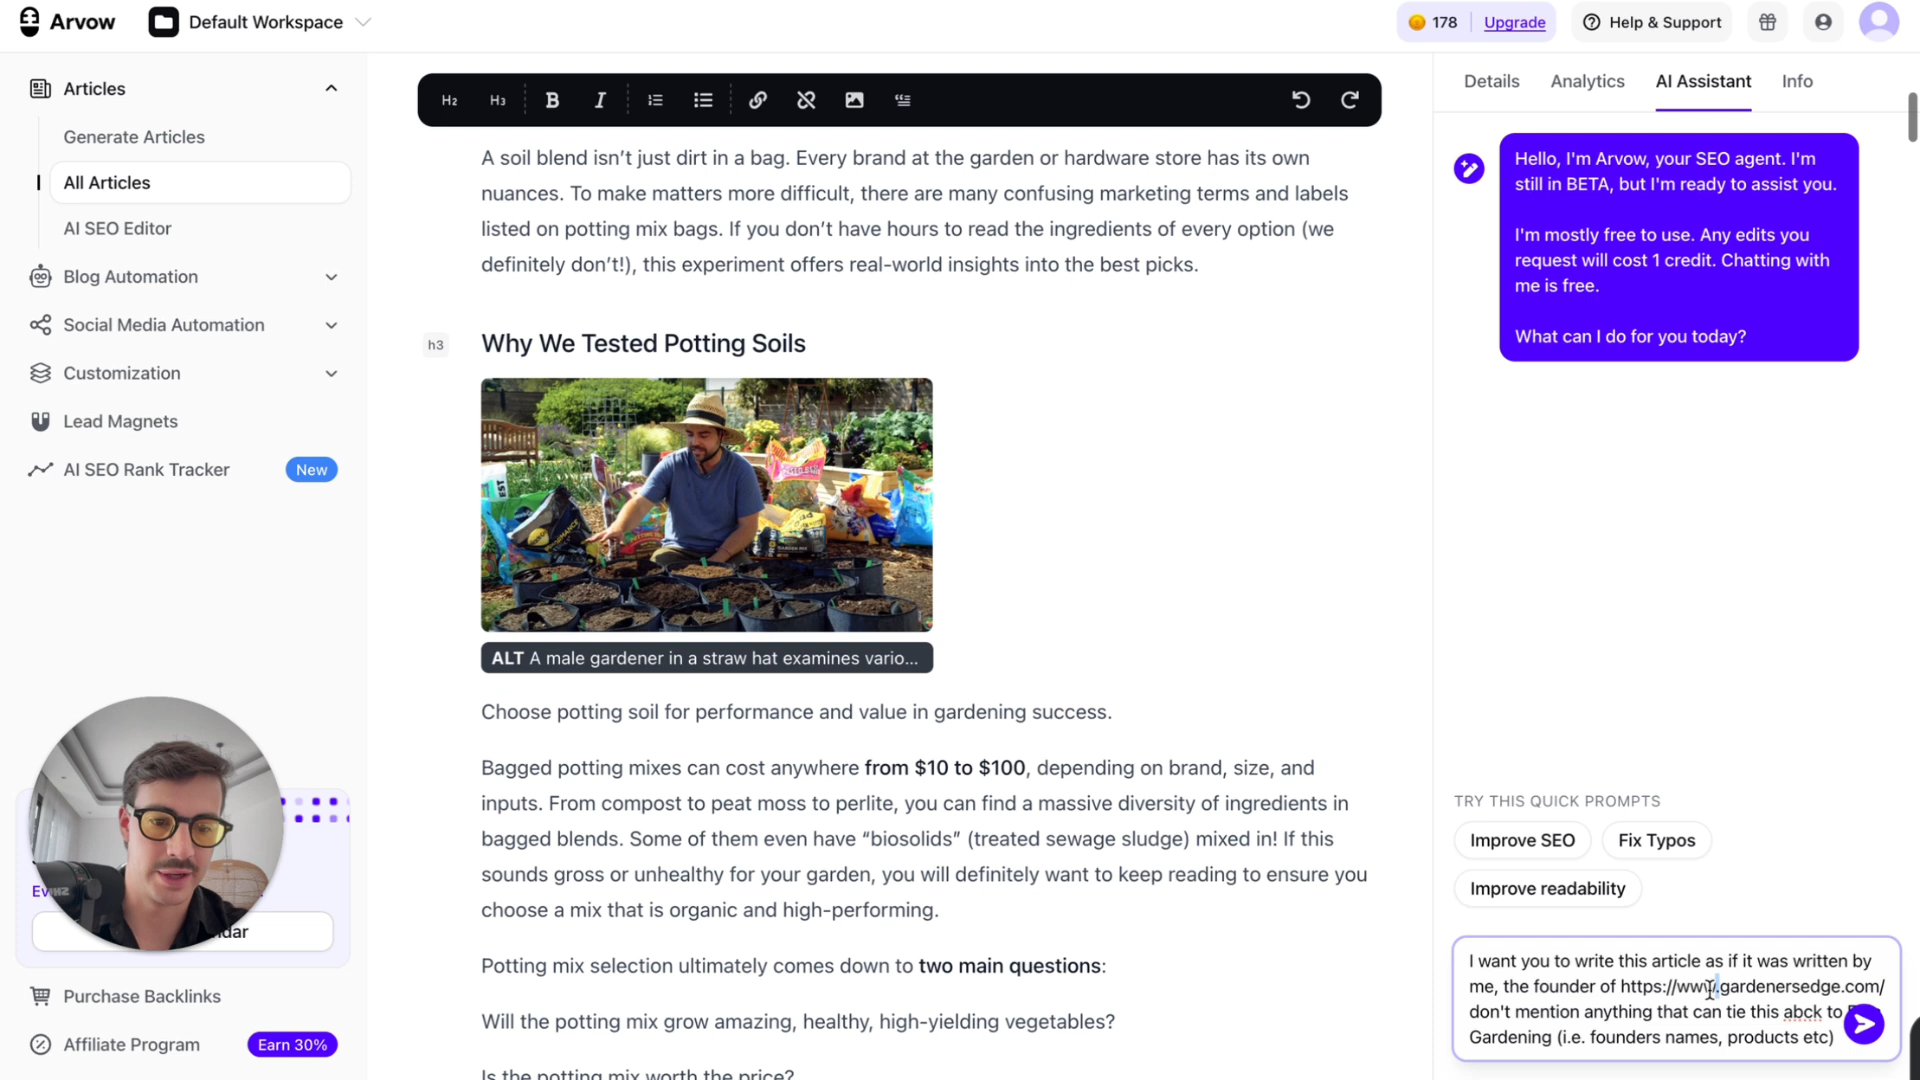 Arvow
Default Workspace
178
Upgrade
Help & Support
Articles
Generate Articles
All Articles
AI SEO Editor
Blog Automation
Social Media Automation
Customization
Lead Magnets
AI SEO Rank Tracker
New
Purchase Backlinks
Affiliate Program
Earn 30%
H2
H3
B
I
A soil blend isn’t just dirt in a bag. Every brand at the garden or hardware store has its own
nuances. To make matters more difficult, there are many confusing marketing terms and labels
listed on potting mix bags. If you don’t have hours to read the ingredients of every option (we
definitely don’t!), this experiment offers real-world insights into the best picks.
h3
Why We Tested Potting Soils
ALT A male gardener in a straw hat examines vario...
Choose potting soil for performance and value in gardening success.
Bagged potting mixes can cost anywhere from $10 to $100, depending on brand, size, and
inputs. From compost to peat moss to perlite, you can find a massive diversity of ingredients in
bagged blends. Some of them even have “biosolids” (treated sewage sludge) mixed in! If this
sounds gross or unhealthy for your garden, you will definitely want to keep reading to ensure you
choose a mix that is organic and high-performing.
Potting mix selection ultimately comes down to two main questions:
Will the potting mix grow amazing, healthy, high-yielding vegetables?
Is the potting mix worth the price?
Details
Analytics
AI Assistant
Info
Hello, I'm Arvow, your SEO agent. I'm
still in BETA, but I'm ready to assist you.
I'm mostly free to use. Any edits you
request will cost 1 credit. Chatting with
me is free.
What can I do for you today?
TRY THIS QUICK PROMPTS
Improve SEO
Fix Typos
Improve readability
I want you to write this article as if it was written by
me, the founder of https://www.gardenersedge.com/
don't mention anything that can tie this abck to
Gardening (i.e. founders names, products etc)